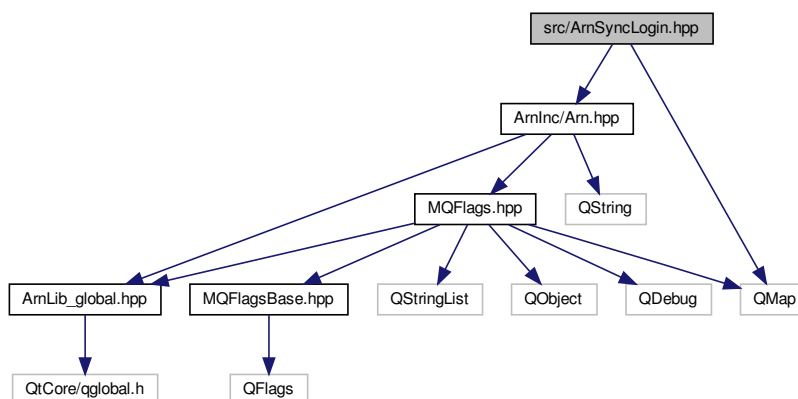 src/ArnSyncLogin.hpp
ArnInc/Arn.hpp
MQFlags.hpp
QString
ArnLib_global.hpp
MQFlagsBase.hpp
QStringList
QObject
QDebug
QMap
QtCore/qglobal.h
QFlags